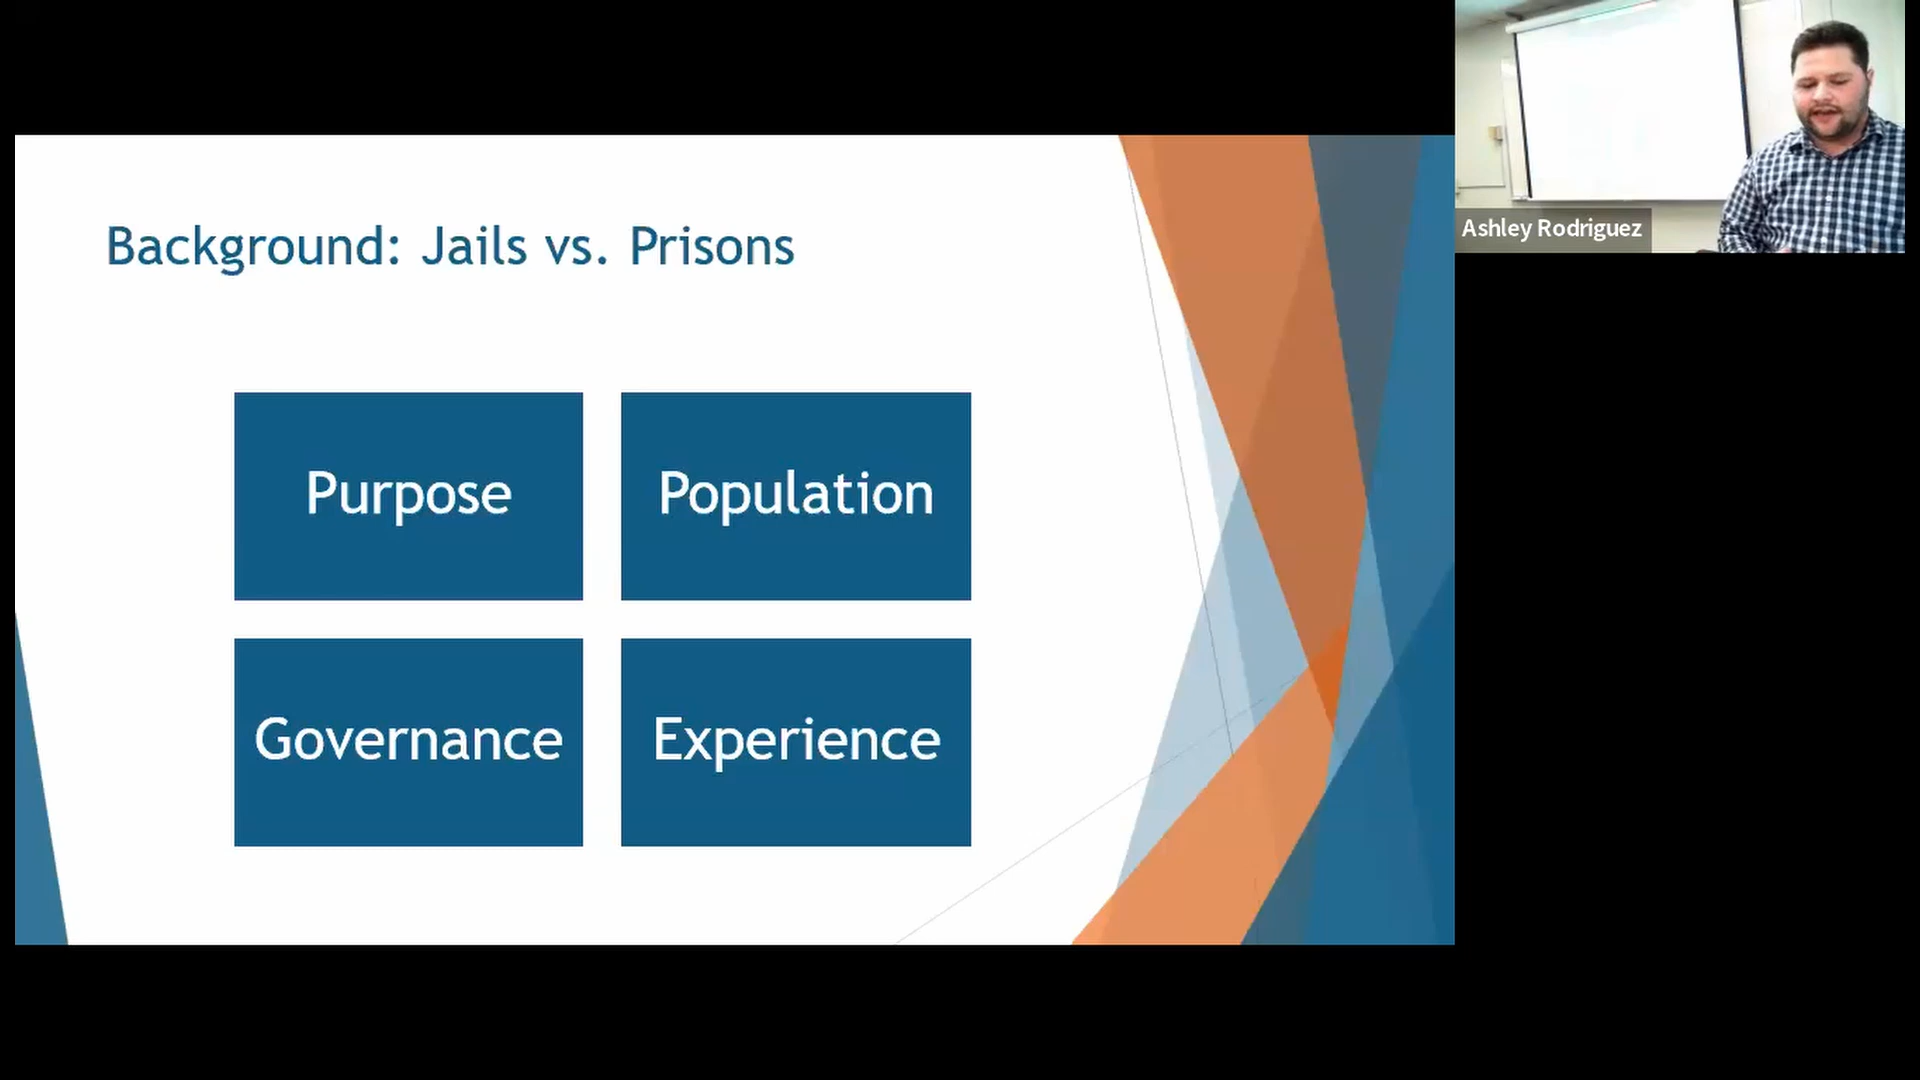 Background: Jails vs. Prisons
Purpose
Population
Governance
Experience
Ashley Rodriguez